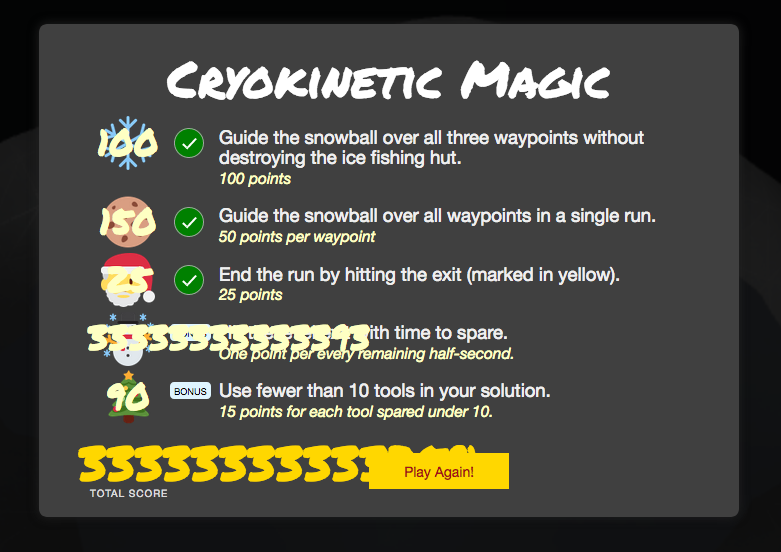 Cryokinetic Magic
100
Guide the snowball over all three waypoints without
destroying the ice fishing hut.
100 points
150
Guide the snowball over all waypoints in a single run.
50 points per waypoint
25
End the run by hitting the exit (marked in yellow).
25 points
with time to spare.
One point per every remaining half-second.
90
BONUS
Use fewer than 10 tools in your solution.
15 points for each tool spared under 10.
Play Again!
TOTAL SCORE